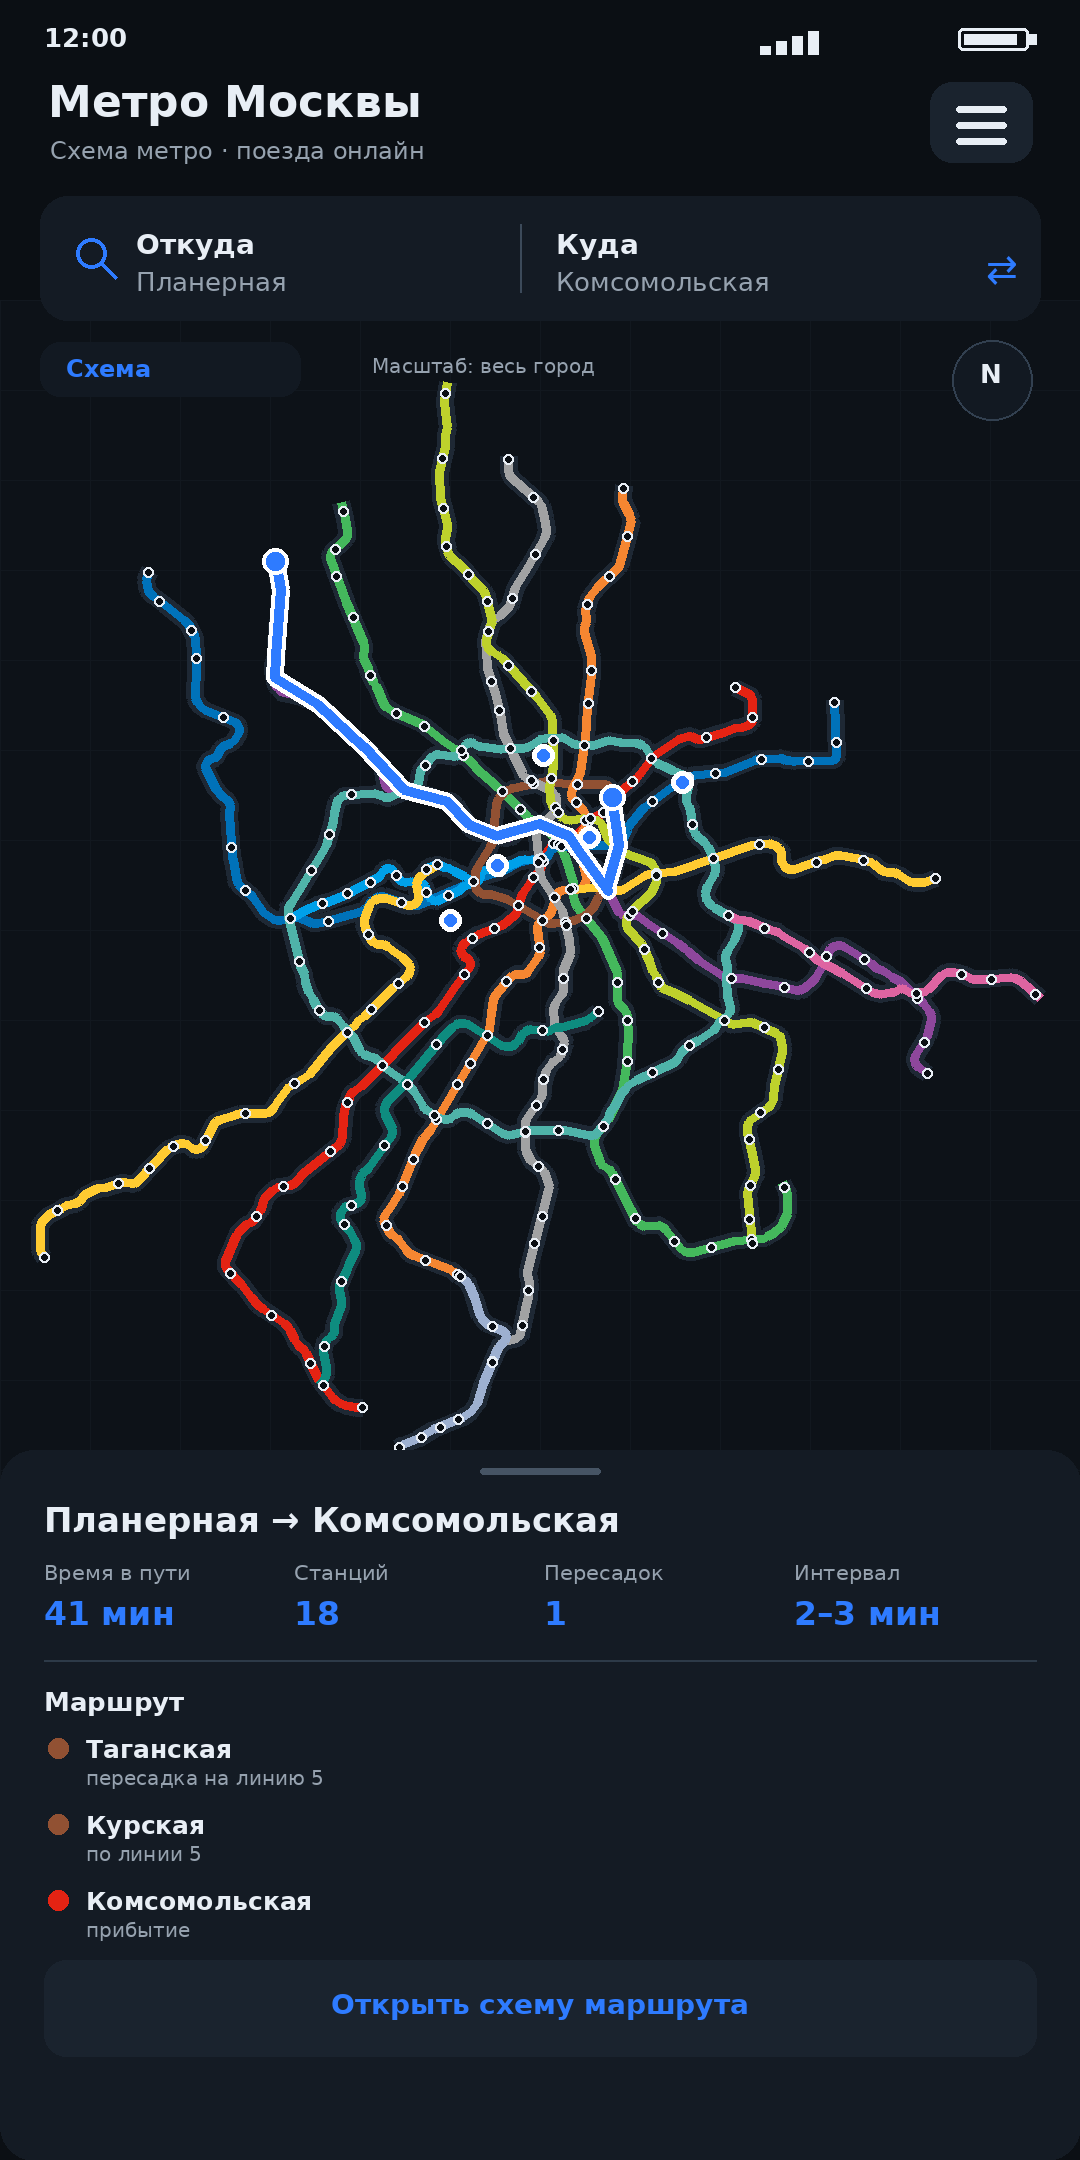 12:00
Метро Москвы
Схема метро · поезда онлайн
Откуда
Планерная
Куда
Комсомольская
Схема
Масштаб: весь город
N
Планерная → Комсомольская
Время в пути
41 мин
Станций
18
Пересадок
1
Интервал
2–3 мин
Маршрут
Таганская
пересадка на линию 5
Курская
по линии 5
Комсомольская
прибытие
Открыть схему маршрута